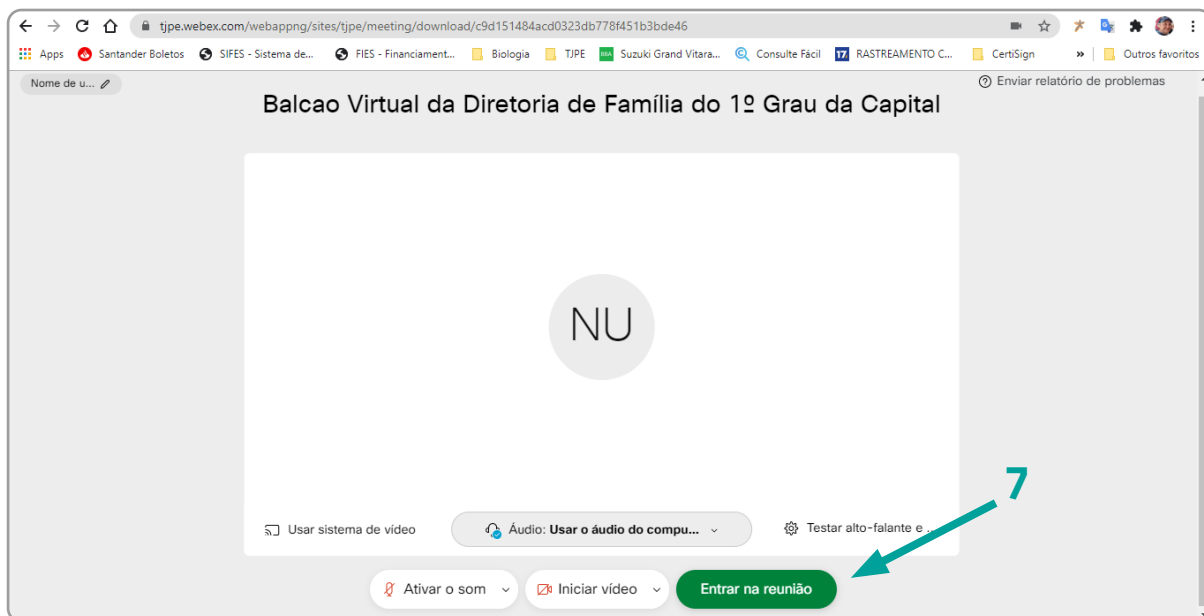 tjpe.webex.com/webappng/sites/tjpe/meeting/download/c9d151484acd0323db778f451b3bde46
Apps Santander Boletos SIFES - Sistema de... FIES - Financiament... Biologia TJPE BBA Suzuki Grand Vitara... Consulte Fácil 17 RASTREAMENTO C... CertiSign » Outros favoritos
Nome de u... Enviar relatório de problemas
Balcao Virtual da Diretoria de Família do 1º Grau da Capital
NU
7
Usar sistema de vídeo Áudio: Usar o áudio do compu... Testar alto-falante e ...
Ativar o som Iniciar vídeo Entrar na reunião